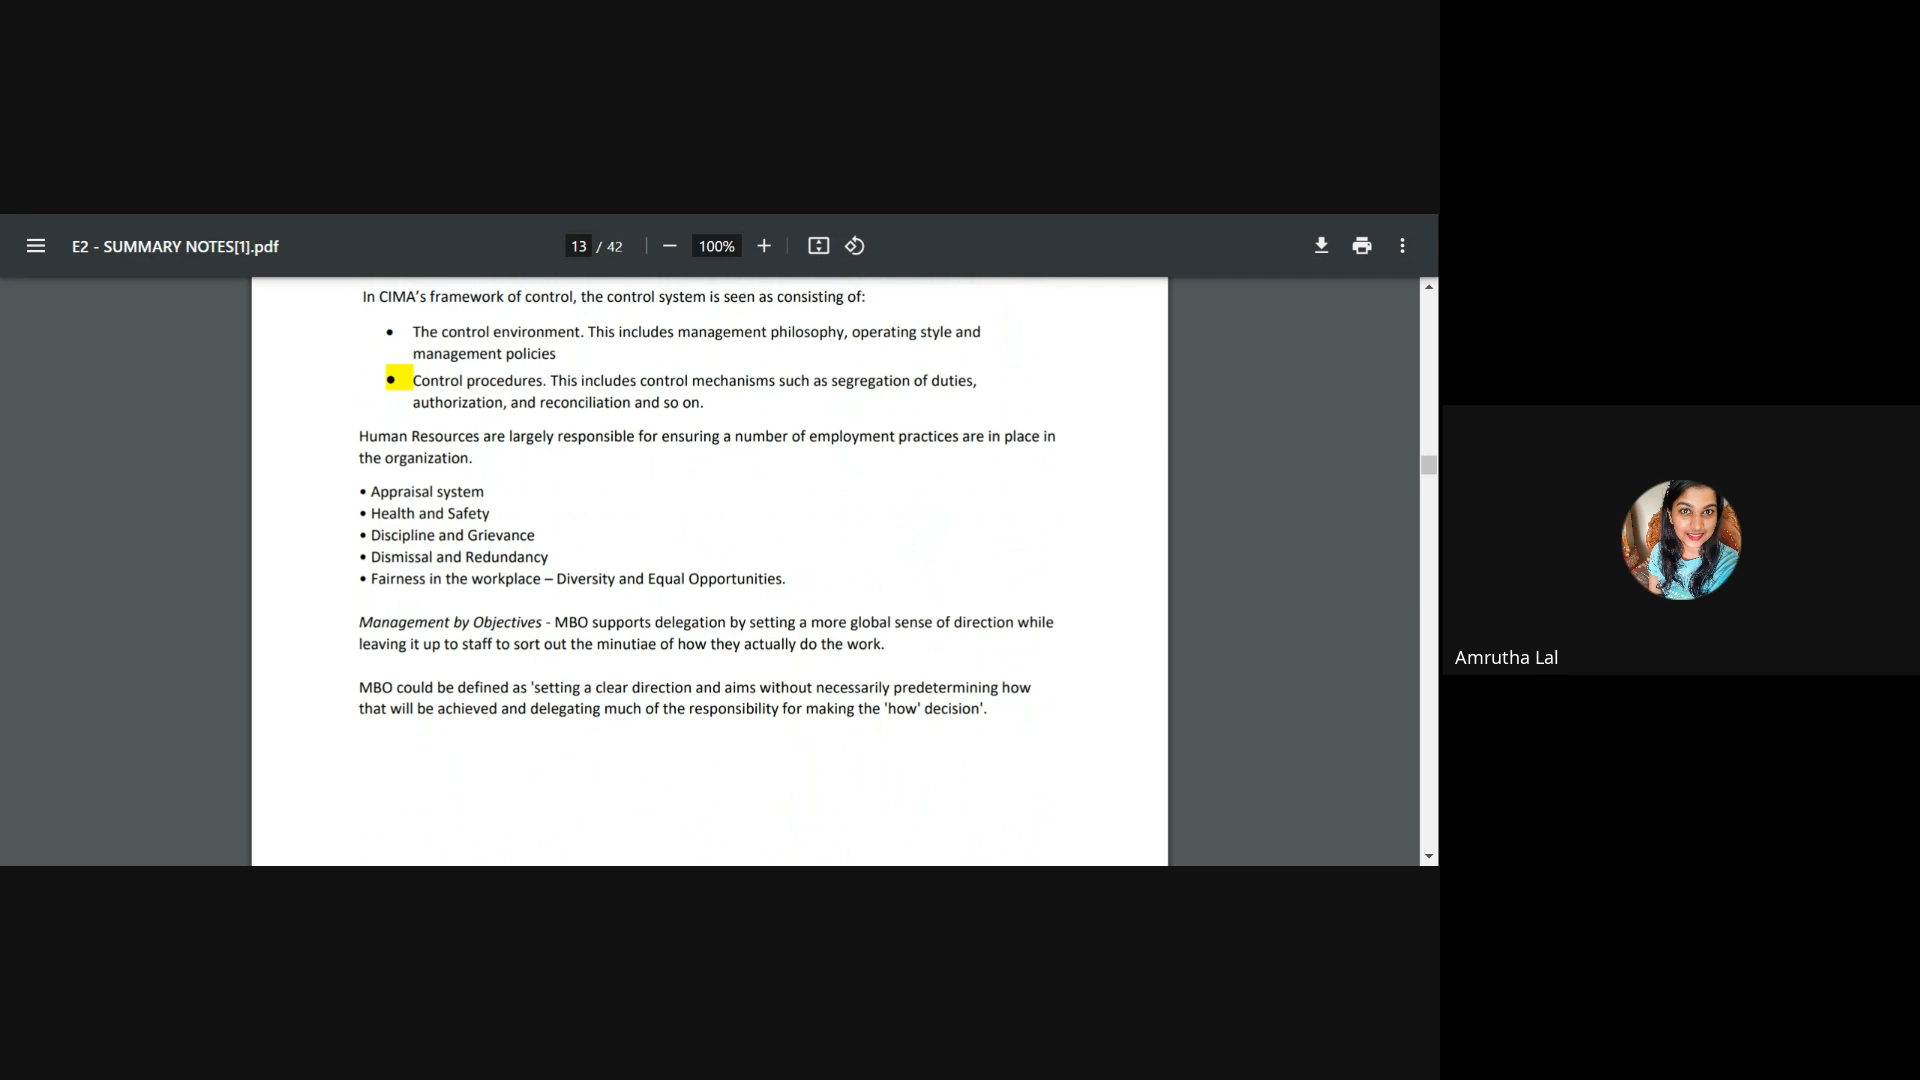 E2 - SUMMARY NOTES[1].pdf
13 / 42
100%
In CIMA's framework of control, the control system is seen as consisting of:
• The control environment. This includes management philosophy, operating style and
management policies
• Control procedures. This includes control mechanisms such as segregation of duties,
authorization, and reconciliation and so on.
Human Resources are largely responsible for ensuring a number of employment practices are in place in
the organization.
• Appraisal system
• Health and Safety
• Discipline and Grievance
• Dismissal and Redundancy
• Fairness in the workplace – Diversity and Equal Opportunities.
Management by Objectives - MBO supports delegation by setting a more global sense of direction while
leaving it up to staff to sort out the minutiae of how they actually do the work.
MBO could be defined as 'setting a clear direction and aims without necessarily predetermining how
that will be achieved and delegating much of the responsibility for making the 'how' decision'.
Amrutha Lal